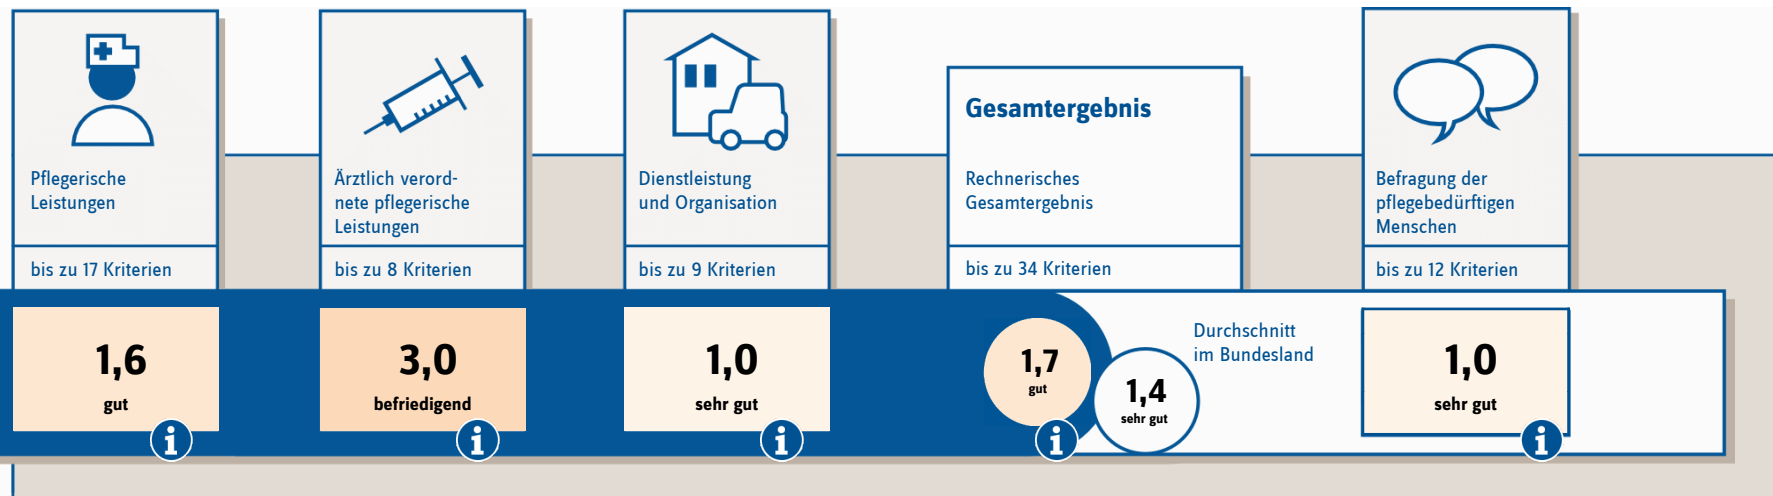 Pflegerische
Leistungen
bis zu 17 Kriterien
1,6
gut
i
Ärztlich verord-
nete pflegerische
Leistungen
bis zu 8 Kriterien
3,0
befriedigend
i
Dienstleistung
und Organisation
bis zu 9 Kriterien
1,0
sehr gut
i
Gesamtergebnis
Rechnerisches
Gesamtergebnis
bis zu 34 Kriterien
1,7
gut
i
Durchschnitt
im Bundesland
1,4
sehr gut
Befragung der
pflegebedürftigen
Menschen
bis zu 12 Kriterien
1,0
sehr gut
i